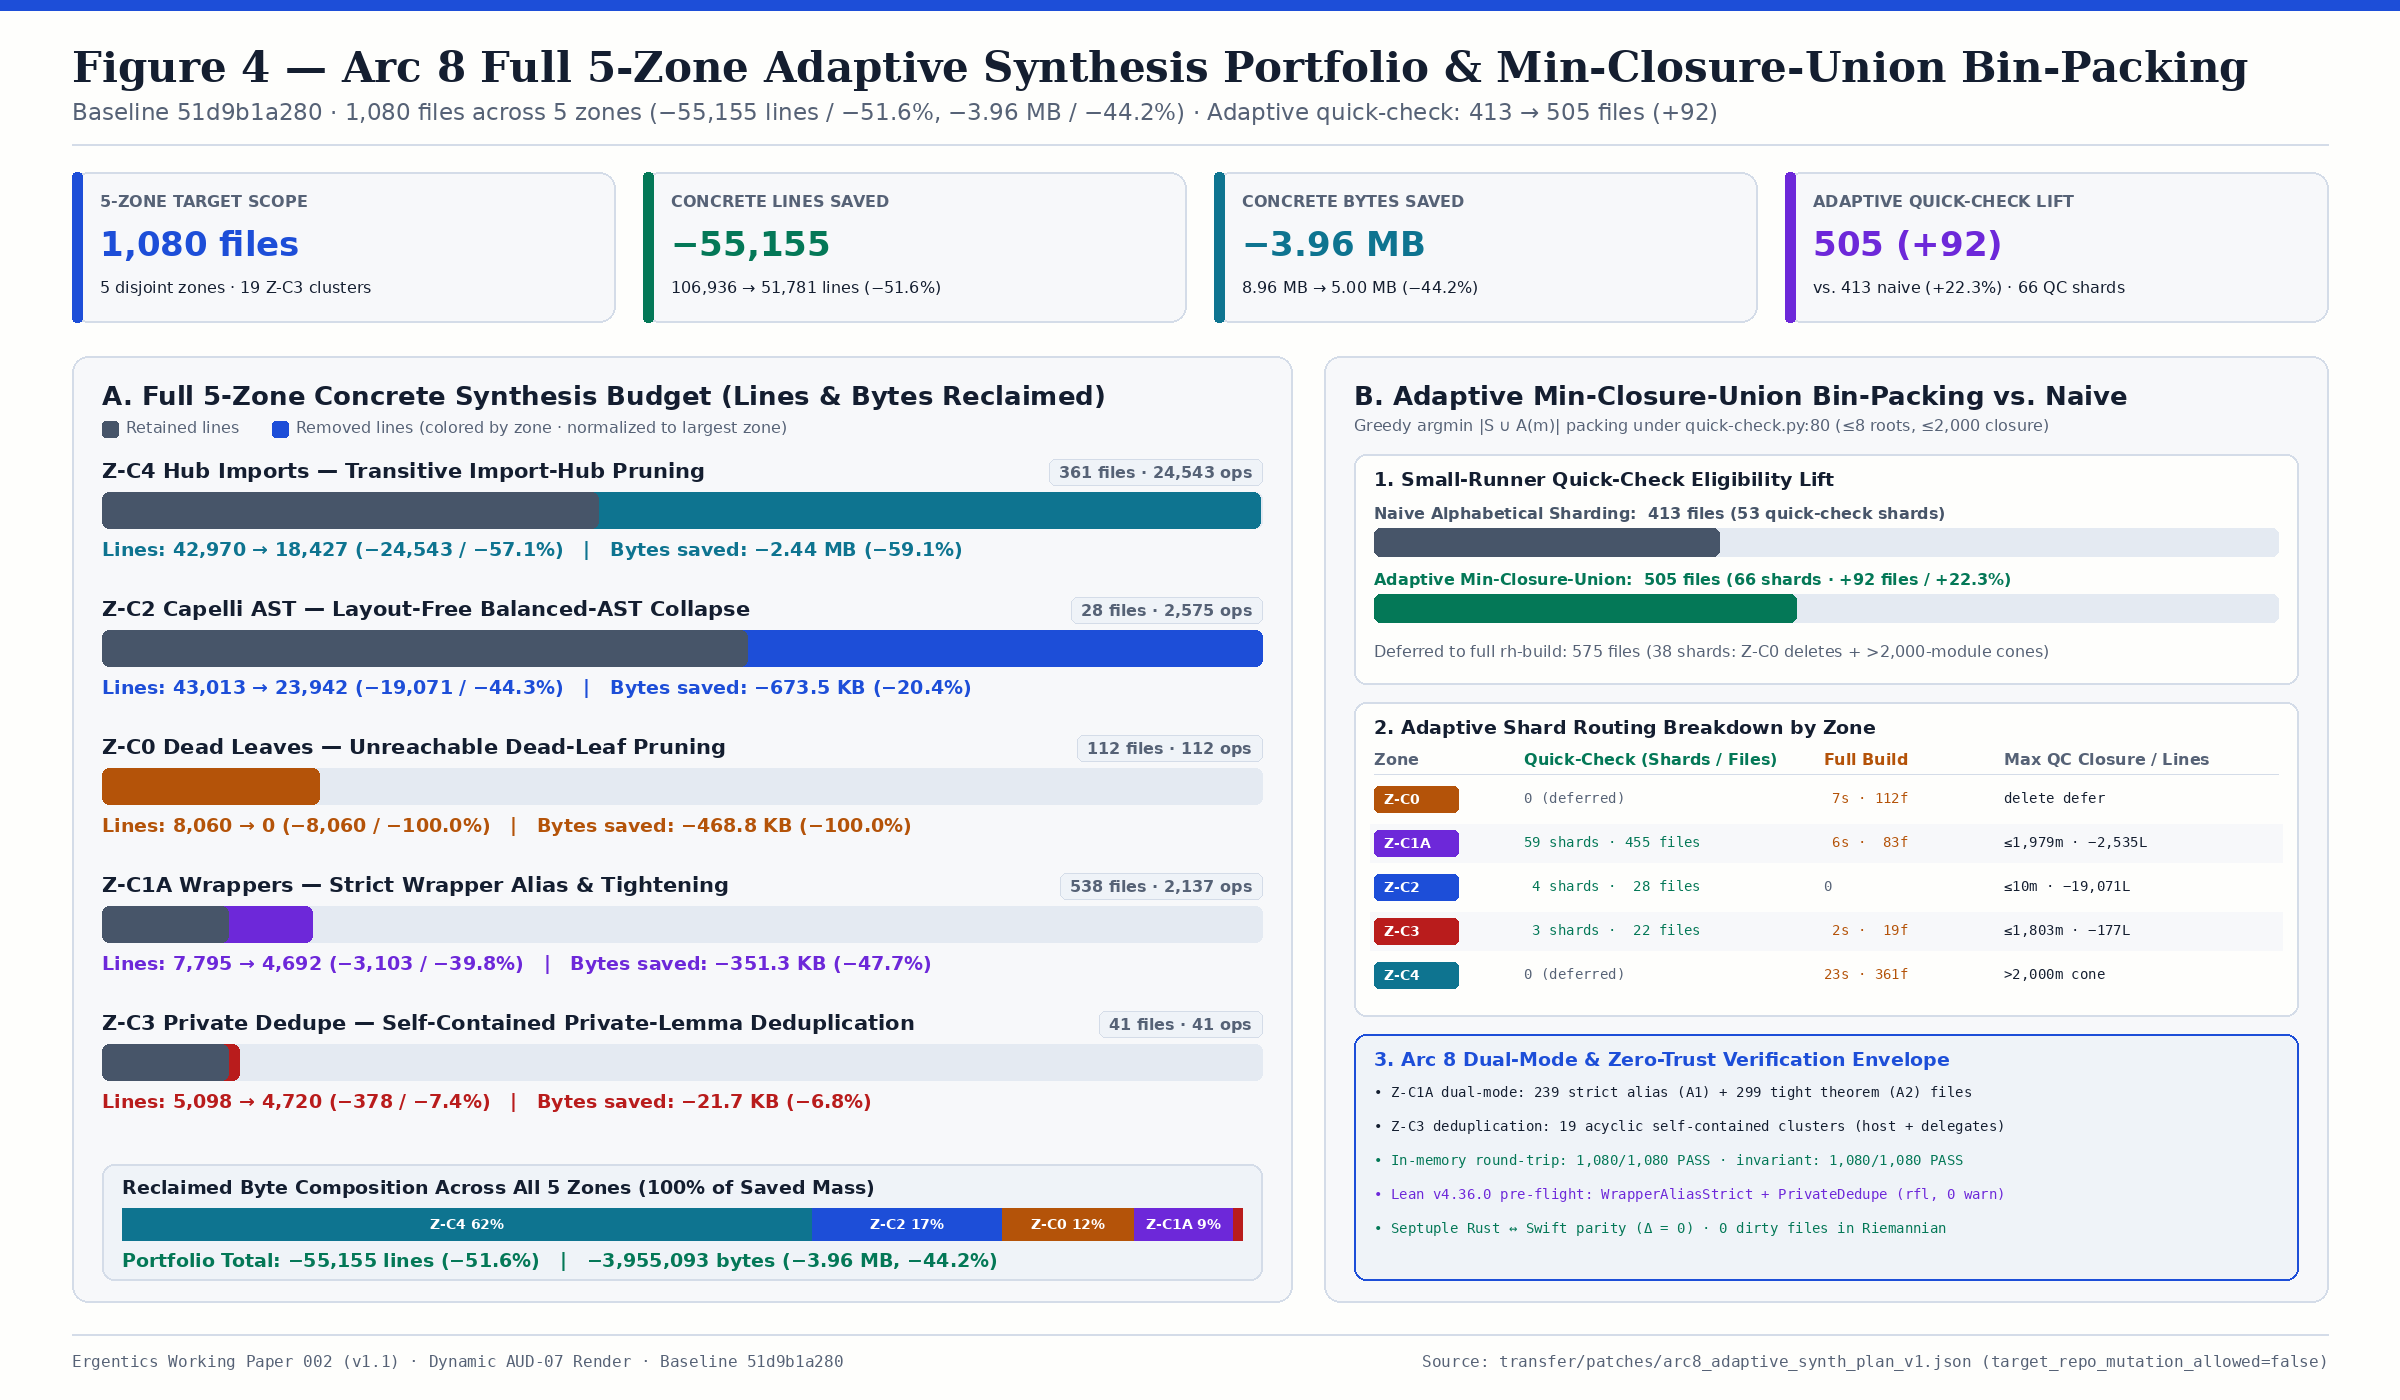 Figure 4 — Arc 8 Full 5-Zone Adaptive Synthesis Portfolio & Min-Closure-Union Bin-Packing
Baseline 51d9b1a280 · 1,080 files across 5 zones (−55,155 lines / −51.6%, −3.96 MB / −44.2%) · Adaptive quick-check: 413 → 505 files (+92)
5-ZONE TARGET SCOPE
1,080 files
5 disjoint zones · 19 Z-C3 clusters
CONCRETE LINES SAVED
−55,155
106,936 → 51,781 lines (−51.6%)
CONCRETE BYTES SAVED
−3.96 MB
8.96 MB → 5.00 MB (−44.2%)
ADAPTIVE QUICK-CHECK LIFT
505 (+92)
vs. 413 naive (+22.3%) · 66 QC shards
A. Full 5-Zone Concrete Synthesis Budget (Lines & Bytes Reclaimed)
Retained lines Removed lines (colored by zone · normalized to largest zone)
Z-C4 Hub Imports — Transitive Import-Hub Pruning 361 files · 24,543 ops
Lines: 42,970 → 18,427 (−24,543 / −57.1%) | Bytes saved: −2.44 MB (−59.1%)
Z-C2 Capelli AST — Layout-Free Balanced-AST Collapse 28 files · 2,575 ops
Lines: 43,013 → 23,942 (−19,071 / −44.3%) | Bytes saved: −673.5 KB (−20.4%)
Z-C0 Dead Leaves — Unreachable Dead-Leaf Pruning 112 files · 112 ops
Lines: 8,060 → 0 (−8,060 / −100.0%) | Bytes saved: −468.8 KB (−100.0%)
Z-C1A Wrappers — Strict Wrapper Alias & Tightening 538 files · 2,137 ops
Lines: 7,795 → 4,692 (−3,103 / −39.8%) | Bytes saved: −351.3 KB (−47.7%)
Z-C3 Private Dedupe — Self-Contained Private-Lemma Deduplication 41 files · 41 ops
Lines: 5,098 → 4,720 (−378 / −7.4%) | Bytes saved: −21.7 KB (−6.8%)
Reclaimed Byte Composition Across All 5 Zones (100% of Saved Mass)
Z-C4 62% Z-C2 17% Z-C0 12% Z-C1A 9%
Portfolio Total: −55,155 lines (−51.6%) | −3,955,093 bytes (−3.96 MB, −44.2%)
B. Adaptive Min-Closure-Union Bin-Packing vs. Naive
Greedy argmin |S ∪ A(m)| packing under quick-check.py:80 (≤8 roots, ≤2,000 closure)
1. Small-Runner Quick-Check Eligibility Lift
Naive Alphabetical Sharding: 413 files (53 quick-check shards)
Adaptive Min-Closure-Union: 505 files (66 shards · +92 files / +22.3%)
Deferred to full rh-build: 575 files (38 shards: Z-C0 deletes + >2,000-module cones)
2. Adaptive Shard Routing Breakdown by Zone
Zone Quick-Check (Shards / Files) Full Build Max QC Closure / Lines
Z-C0 0 (deferred) 7s · 112f delete defer
Z-C1A 59 shards · 455 files 6s · 83f ≤1,979m · −2,535L
Z-C2 4 shards · 28 files 0 ≤10m · −19,071L
Z-C3 3 shards · 22 files 2s · 19f ≤1,803m · −177L
Z-C4 0 (deferred) 23s · 361f >2,000m cone
3. Arc 8 Dual-Mode & Zero-Trust Verification Envelope
• Z-C1A dual-mode: 239 strict alias (A1) + 299 tight theorem (A2) files
• Z-C3 deduplication: 19 acyclic self-contained clusters (host + delegates)
• In-memory round-trip: 1,080/1,080 PASS · invariant: 1,080/1,080 PASS
• Lean v4.36.0 pre-flight: WrapperAliasStrict + PrivateDedupe (rfl, 0 warn)
• Septuple Rust ↔ Swift parity (Δ = 0) · 0 dirty files in Riemannian
Ergentics Working Paper 002 (v1.1) · Dynamic AUD-07 Render · Baseline 51d9b1a280
Source: transfer/patches/arc8_adaptive_synth_plan_v1.json (target_repo_mutation_allowed=false)